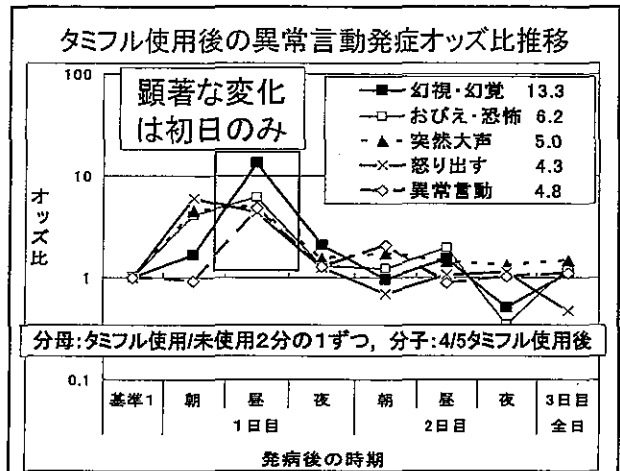 タミフル使用後の異常言動発症オッズ比推移
100
10
1
0.1
オッズ比
顕著な変化
は初日のみ
幻視・幻覚 13.3
おびえ・恐怖 6.2
突然大声 5.0
怒り出す 4.3
異常言動 4.8
分母:タミフル使用/未使用2分の1ずつ, 分子:4/5タミフル使用後
基準1 朝 昼 夜 朝 昼 夜 3日目
1日目 2日目 全日
発病後の時期